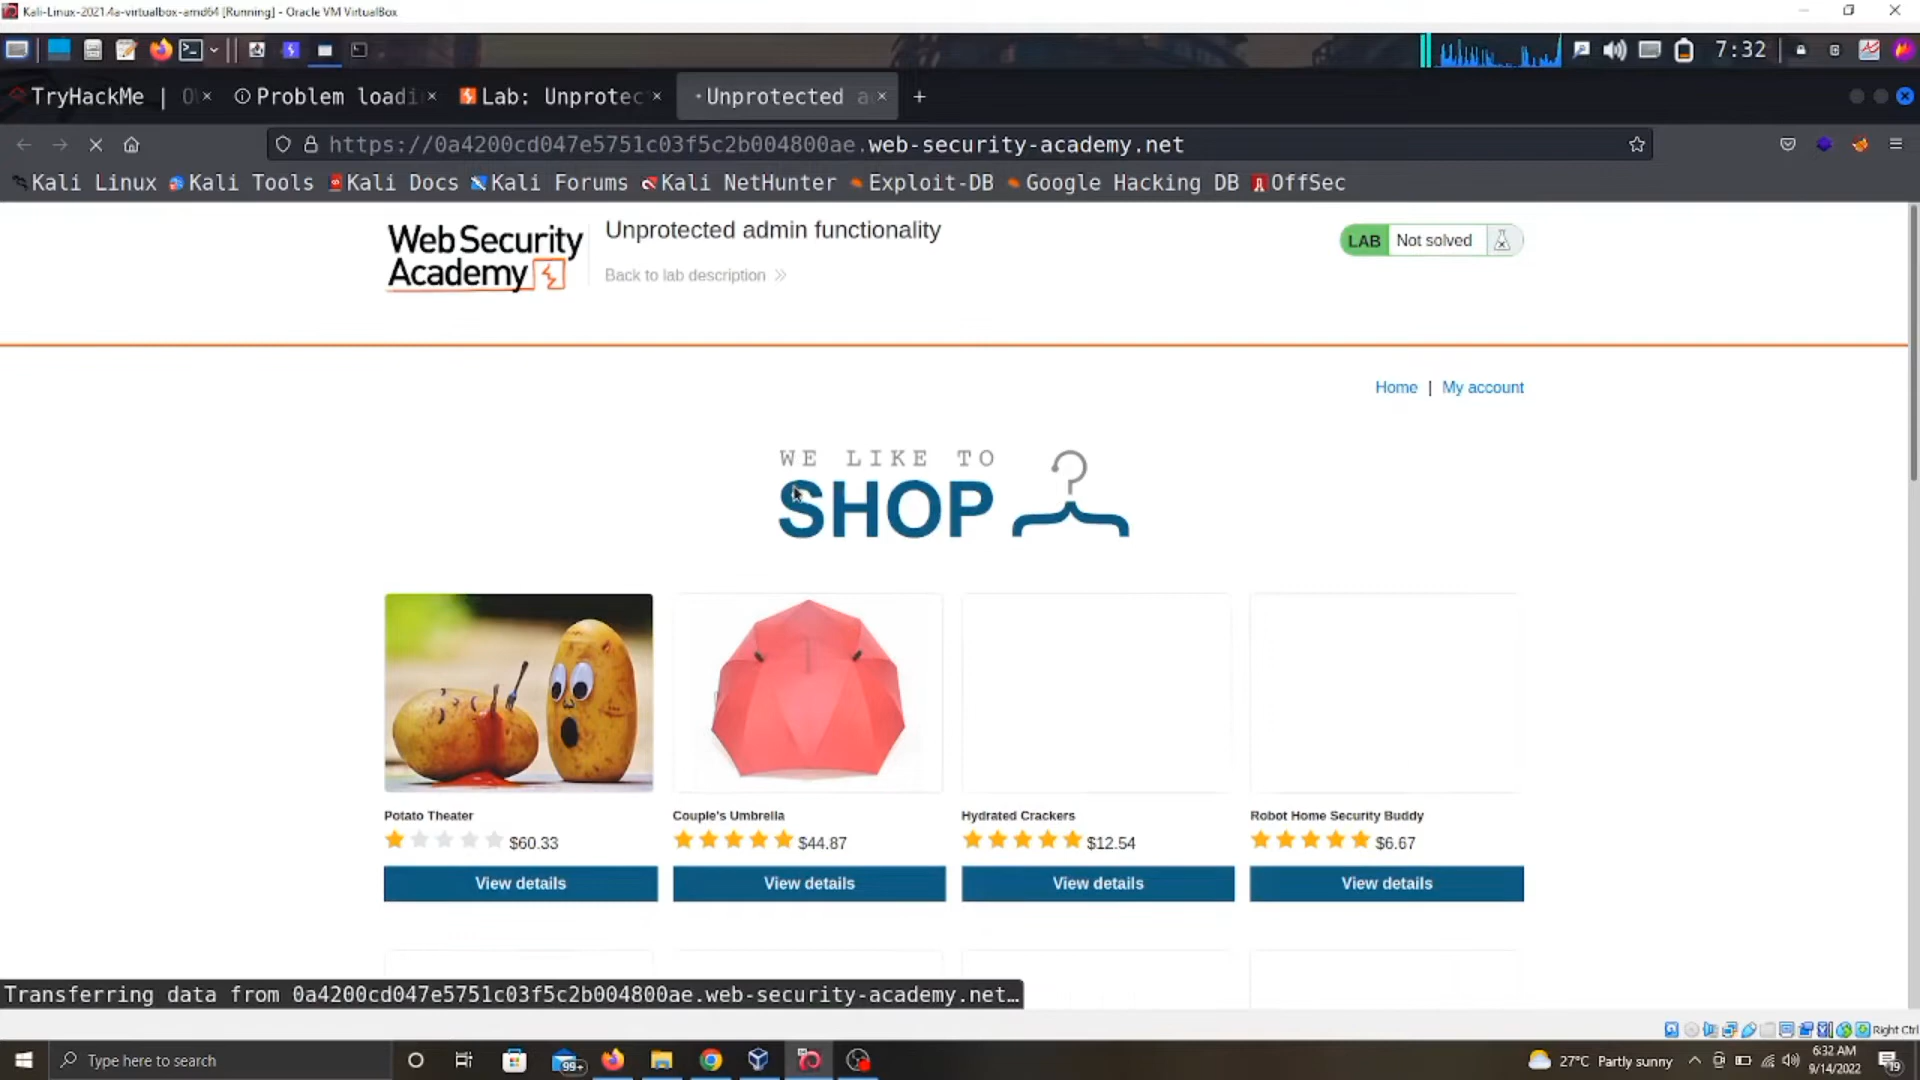 Kali-Linux-2021.4a-virtualbox-amd64 [Running] - Oracle VM VirtualBox
7:32
TryHackMe | O
Problem loadi
Lab: Unprotec
Unprotected a
https://0a4200cd047e5751c03f5c2b004800ae.web-security-academy.net
Kali Linux Kali Tools Kali Docs Kali Forums Kali NetHunter Exploit-DB Google Hacking DB OffSec
Web Security Academy
Unprotected admin functionality
Back to lab description
LAB Not solved
Home | My account
WE LIKE TO
SHOP
Potato Theater
$60.33
View details
Couple's Umbrella
$44.87
View details
Hydrated Crackers
$12.54
View details
Robot Home Security Buddy
$6.67
View details
Transferring data from 0a4200cd047e5751c03f5c2b004800ae.web-security-academy.net…
Right Ctrl
Type here to search
99+
27°C Partly sunny
6:32 AM
9/14/2022
19